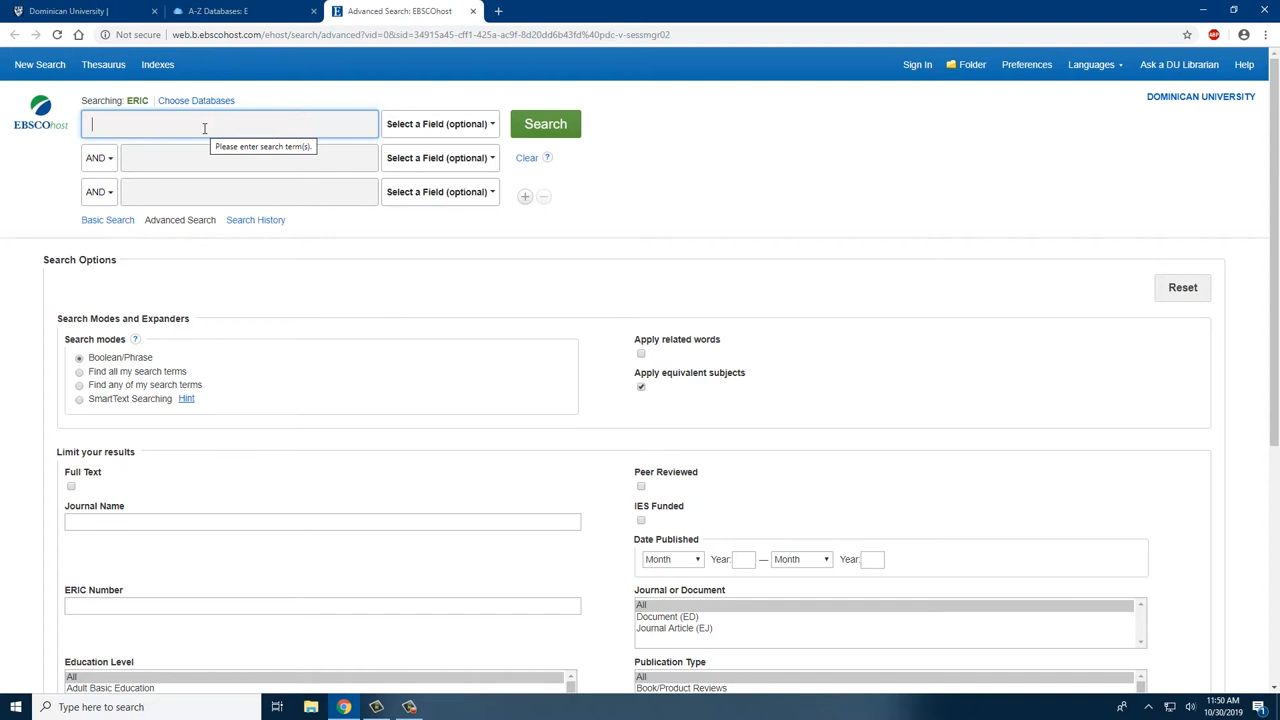 Dominican University |
A-Z Databases: E
Advanced Search: EBSCOhost
Not secure | web.b.ebscohost.com/ehost/search/advanced?vid=0&sid=34915a45-cff1-425a-ac9f-8d20dd6fb3fd%40pdc-v-sessmgr02
New Search Thesaurus Indexes Sign In Folder Preferences Languages Ask a DU Librarian Help
Searching: ERIC | Choose Databases
DOMINICAN UNIVERSITY
EBSCOhost
Select a Field (optional) Search
Please enter search term(s).
AND Select a Field (optional) Clear ?
AND Select a Field (optional)
Basic Search Advanced Search Search History
Search Options
Reset
Search Modes and Expanders
Search modes ?
Boolean/Phrase
Find all my search terms
Find any of my search terms
SmartText Searching Hint
Apply related words
Apply equivalent subjects
Limit your results
Full Text
Peer Reviewed
Journal Name
IES Funded
Date Published
Month Year: — Month Year:
ERIC Number
Journal or Document
All
Document (ED)
Journal Article (EJ)
Education Level
All
Adult Basic Education
Publication Type
All
Book/Product Reviews
Type here to search
11:50 AM
10/30/2019